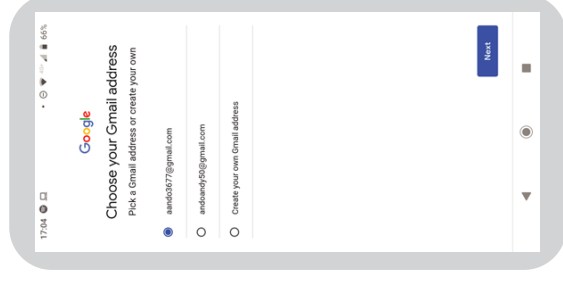 17:04
66%
Google
Choose your Gmail address
Pick a Gmail address or create your own
aando3677@gmail.com
andoandy50@gmail.com
Create your own Gmail address
Next